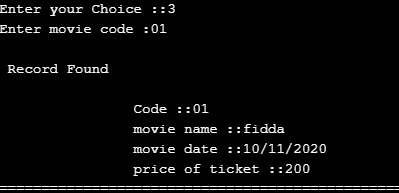 Enter your Choice ::3
Enter movie code :01
Record Found
Code ::01
movie name ::fidda
movie date ::10/11/2020
price of ticket ::200
================================================